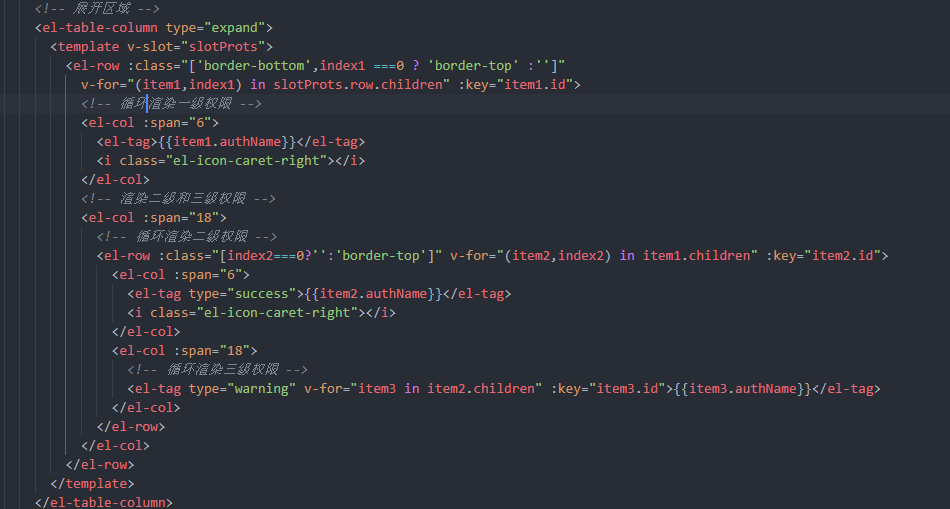 <!-- 展开区域 -->
<el-table-column type="expand">
<template v-slot="slotProts">
<el-row :class="['border-bottom',index1 ===0 ? 'border-top' :'']"
v-for="(item1,index1) in slotProts.row.children" :key="item1.id">
<!-- 循环渲染一级权限 -->
<el-col :span="6">
<el-tag>{{item1.authName}}</el-tag>
<i class="el-icon-caret-right"></i>
</el-col>
<!-- 渲染二级和三级权限 -->
<el-col :span="18">
<!-- 循环渲染二级权限 -->
<el-row :class="[index2===0?'':'border-top']" v-for="(item2,index2) in item1.children" :key="item2.id">
<el-col :span="6">
<el-tag type="success">{{item2.authName}}</el-tag>
<i class="el-icon-caret-right"></i>
</el-col>
<el-col :span="18">
<!-- 循环渲染三级权限 -->
<el-tag type="warning" v-for="item3 in item2.children" :key="item3.id">{{item3.authName}}</el-tag>
</el-col>
</el-row>
</el-col>
</el-row>
</template>
</el-table-column>